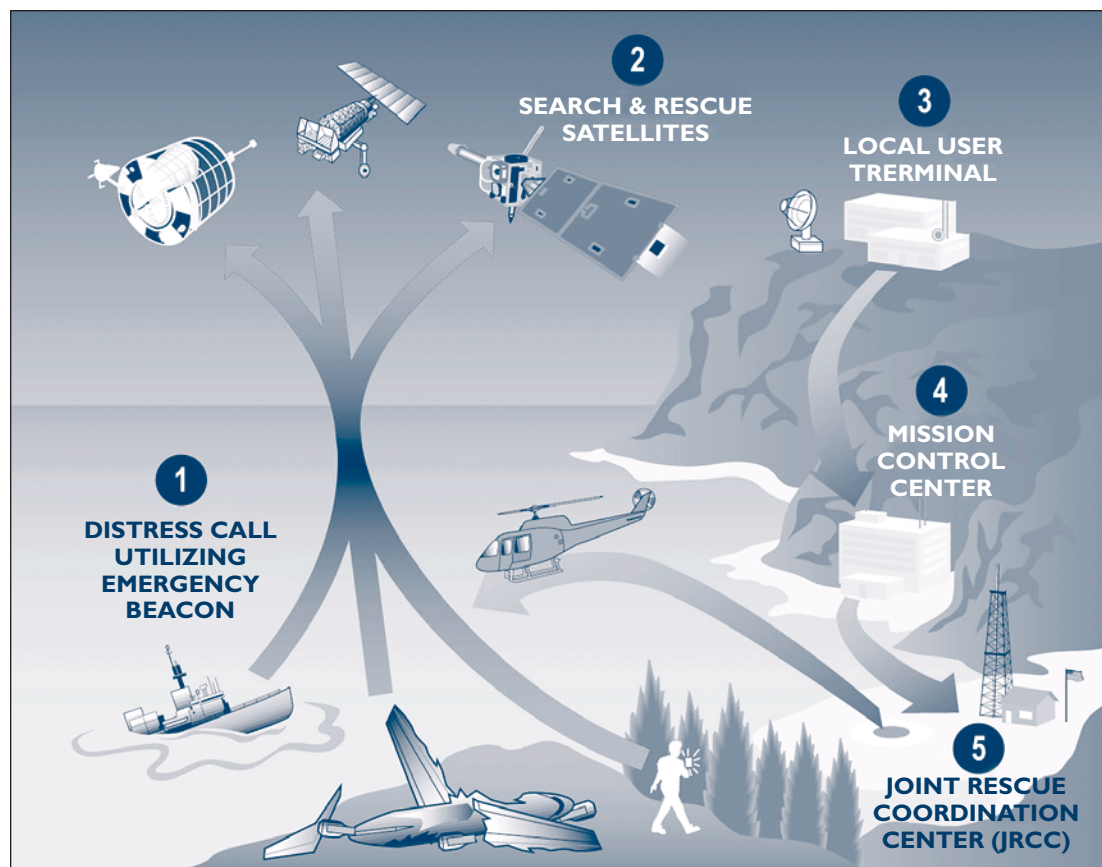 1
DISTRESS CALL
UTILIZING
EMERGENCY
BEACON
2
SEARCH & RESCUE
SATELLITES
3
LOCAL USER
TRERMINAL
4
MISSION
CONTROL
CENTER
5
JOINT RESCUE
COORDINATION
CENTER (JRCC)